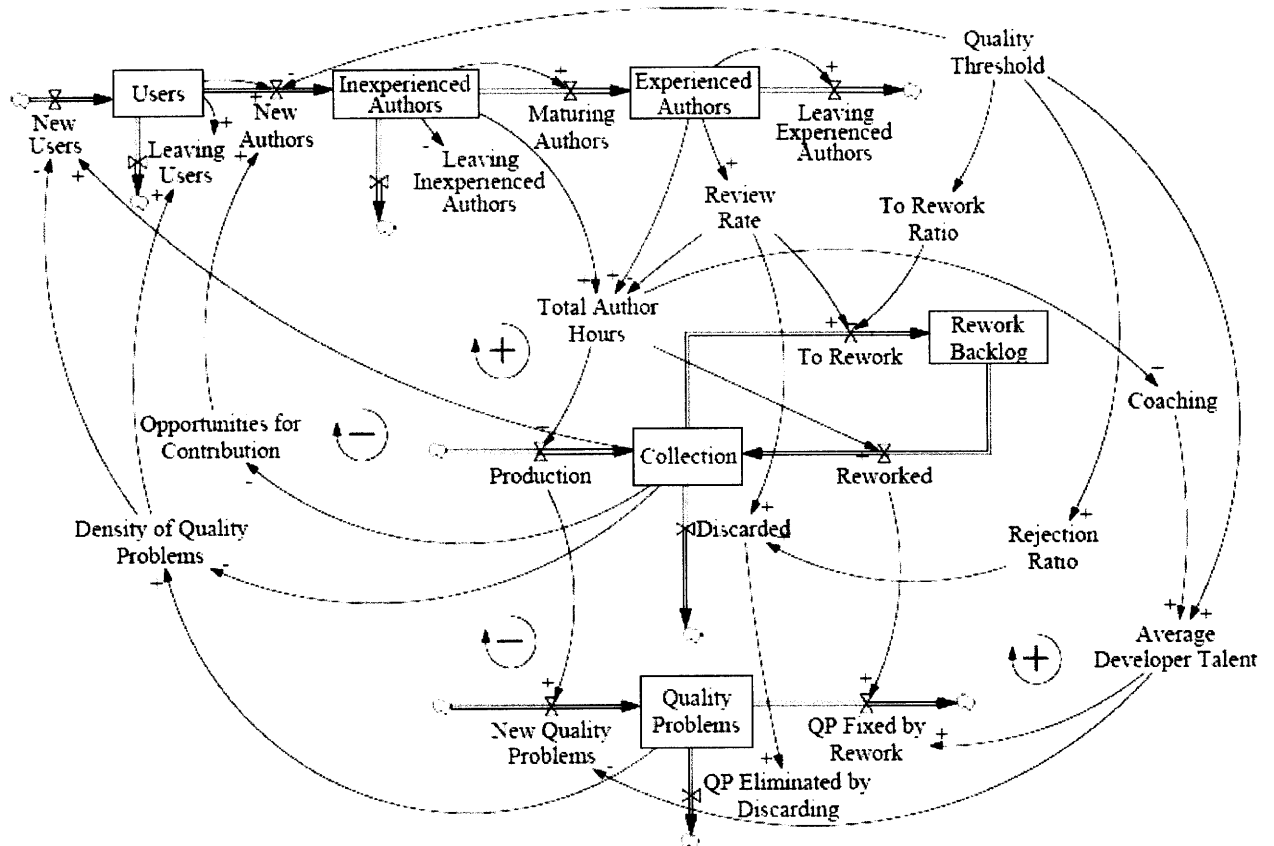 Quality
Threshold
Users
Inexperienced
Authors
Experienced
Authors
New
Users
Leaving
Users
New
Authors
Leaving
Inexperienced
Authors
Maturing
Authors
Leaving
Experienced
Authors
Review
Rate
To Rework
Ratio
Total Author
Hours
To Rework
Rework
Backlog
Coaching
Opportunities for
Contribution
Production
Collection
Reworked
Density of Quality
Problems
Discarded
Rejection
Ratio
Average
Developer Talent
New Quality
Problems
Quality
Problems
QP Fixed by
Rework
QP Eliminated by
Discarding